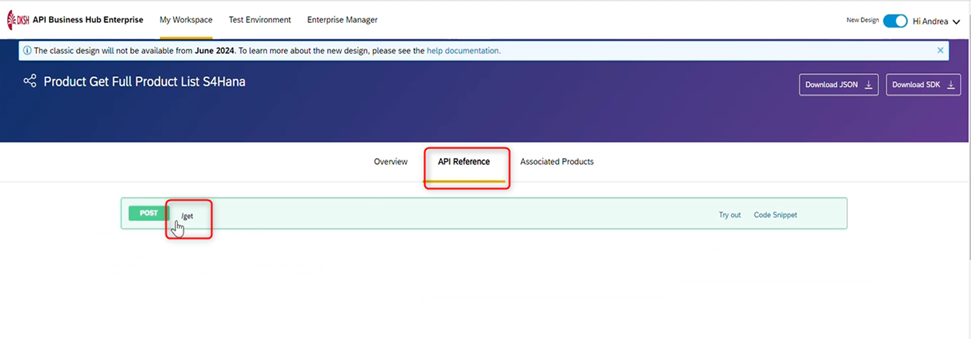 DKSH API Business Hub Enterprise My Workspace Test Environment Enterprise Manager New Design Hi Andrea
The classic design will not be available from June 2024. To learn more about the new design, please see the help documentation.
Product Get Full Product List S4Hana Download JSON Download SDK
Overview API Reference Associated Products
POST /get Try out Code Snippet